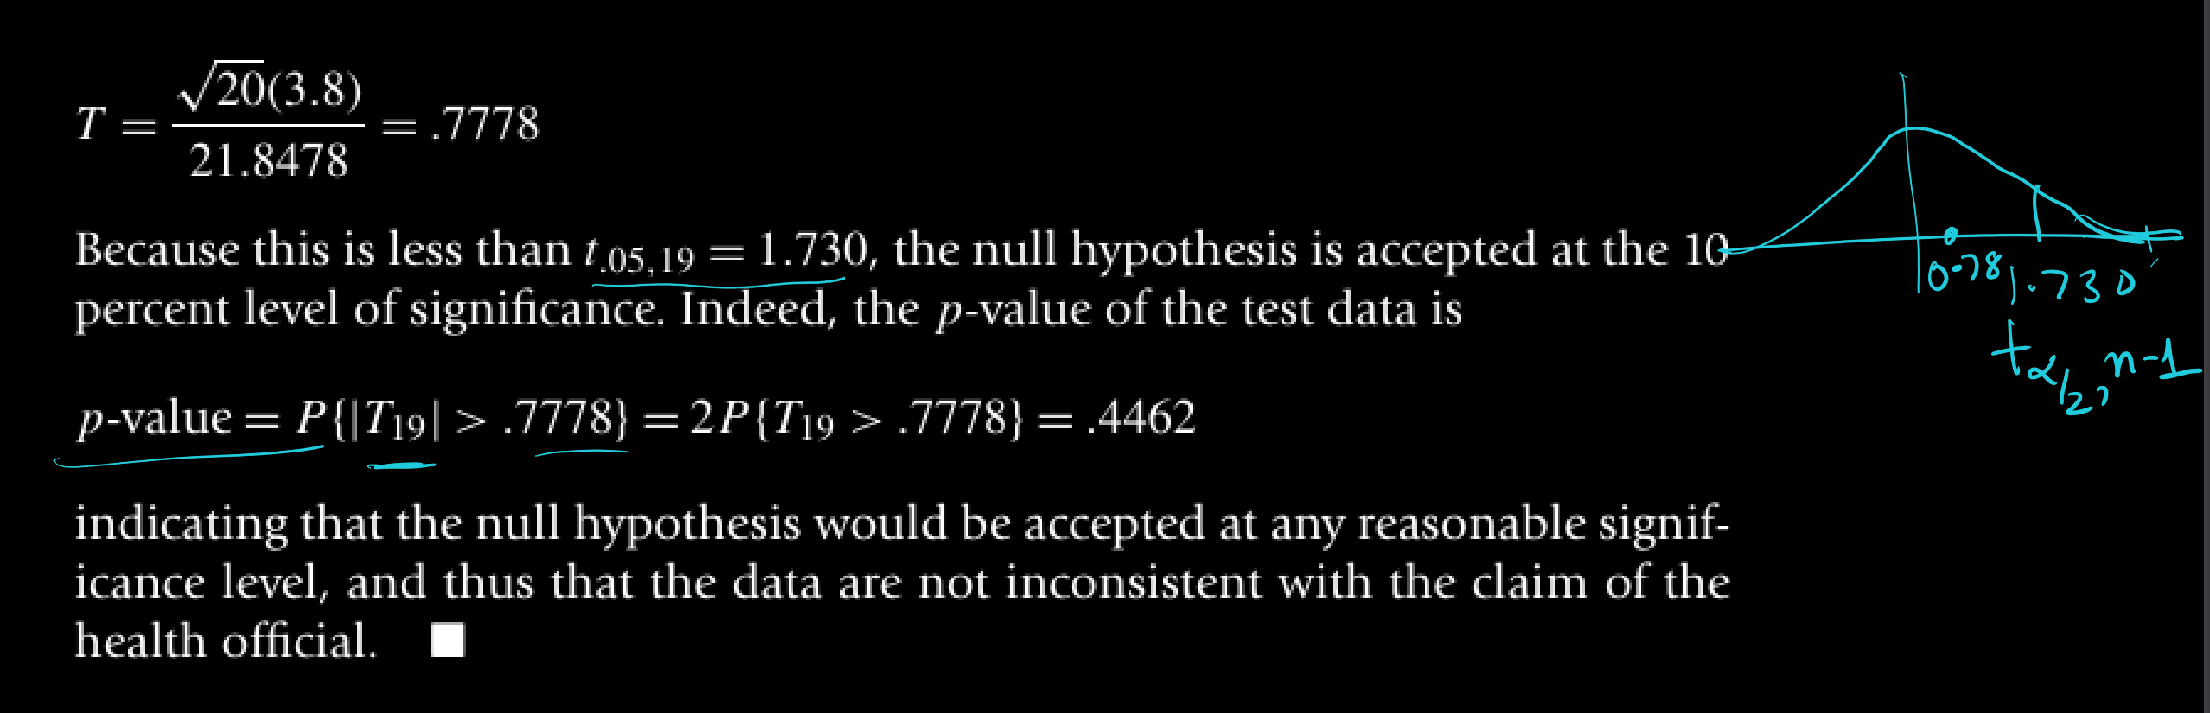 T = √20(3.8) / 21.8478 = .7778
Because this is less than t.05,19 = 1.730, the null hypothesis is accepted at the 10
percent level of significance. Indeed, the p-value of the test data is
p-value = P{|T19| > .7778} = 2P{T19 > .7778} = .4462
indicating that the null hypothesis would be accepted at any reasonable signif-
icance level, and thus that the data are not inconsistent with the claim of the
health official.
0.78 1.730
tα/2, n-1